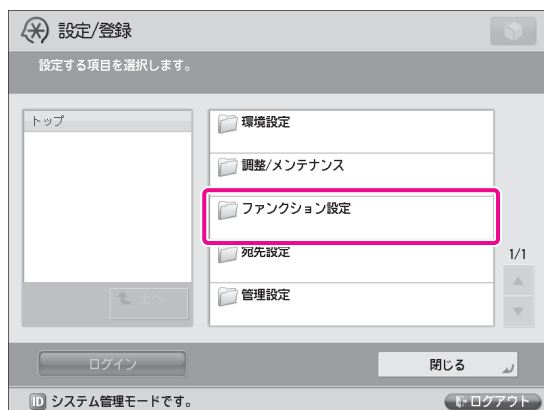 設定/登録
設定する項目を選択します。
トップ
環境設定
調整/メンテナンス
ファンクション設定
宛先設定
1/1
上へ
管理設定
ログイン
閉じる
ID システム管理モードです。
ログアウト